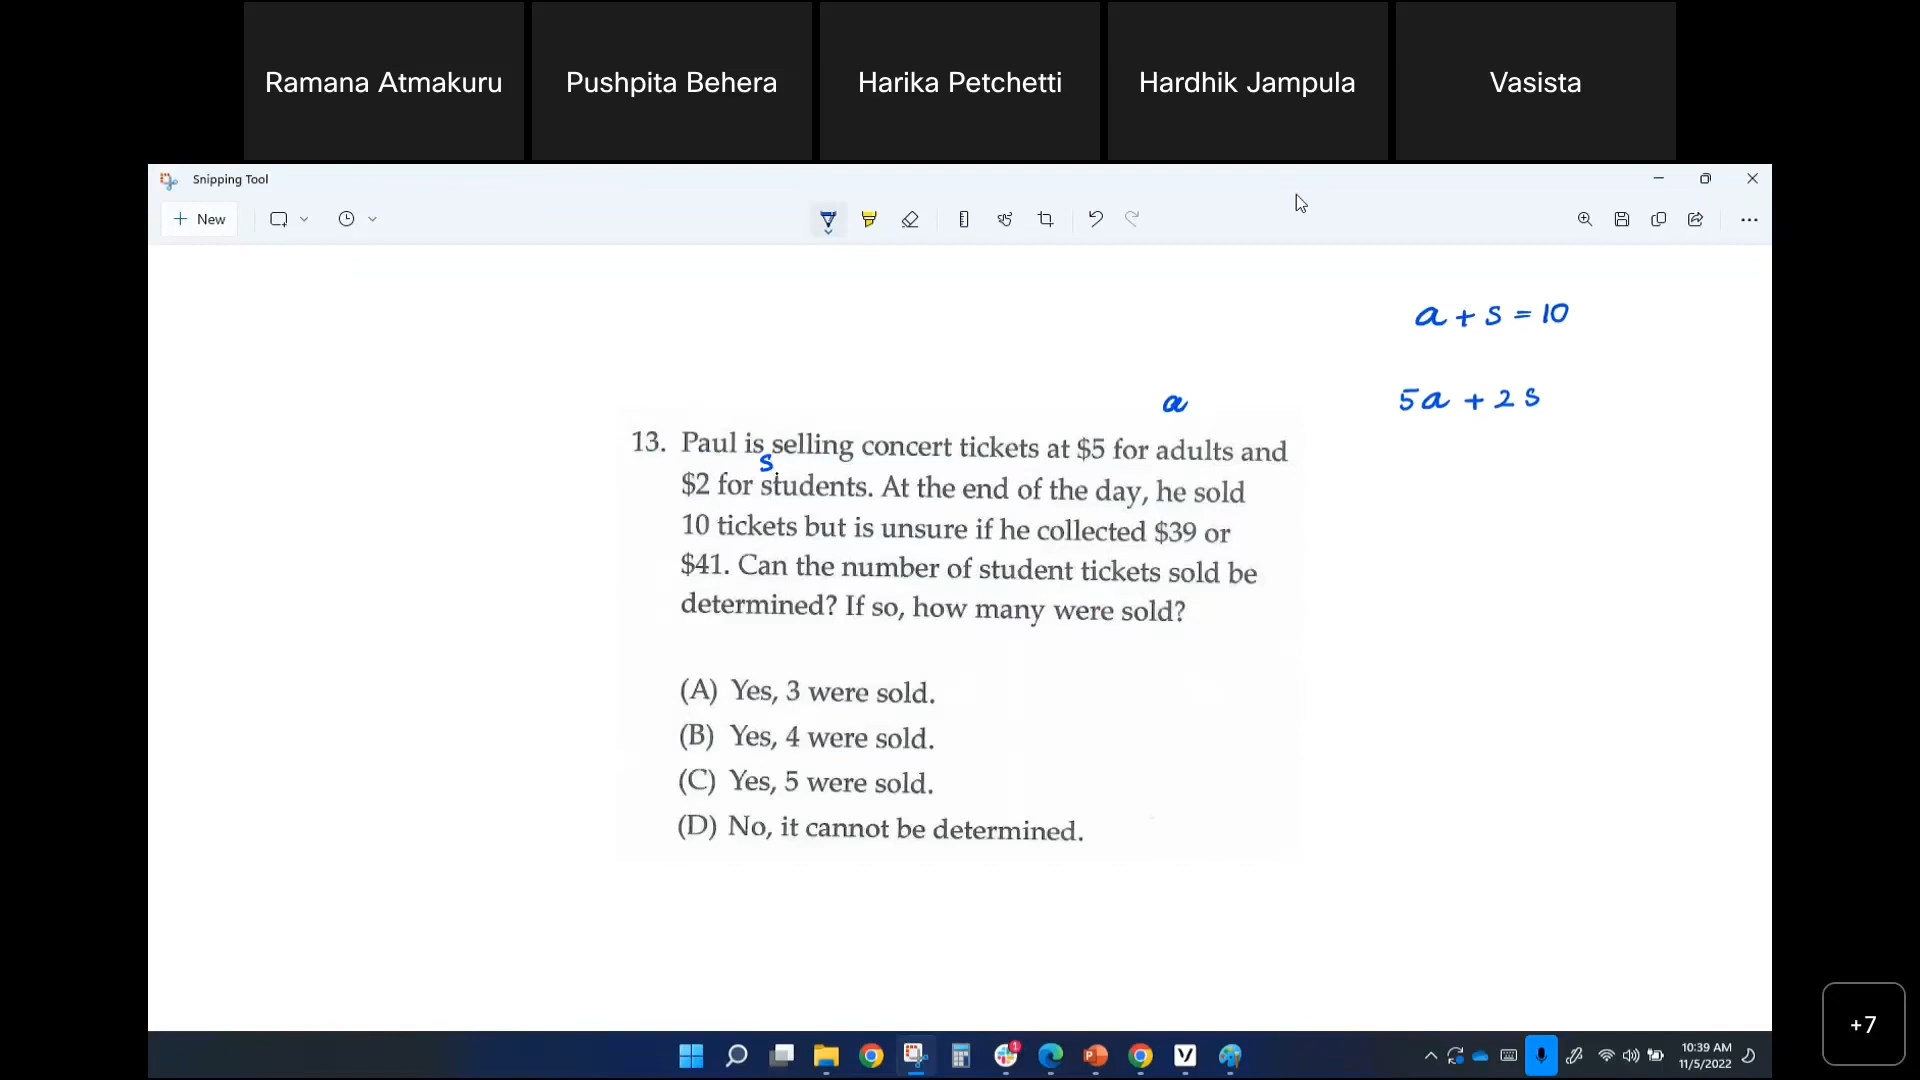 Ramana Atmakuru
Pushpita Behera
Harika Petchetti
Hardhik Jampula
Vasista
Snipping Tool
New
a + s = 10
a
5a + 2s
13. Paul is selling concert tickets at $5 for adults and
s
$2 for students. At the end of the day, he sold
10 tickets but is unsure if he collected $39 or
$41. Can the number of student tickets sold be
determined? If so, how many were sold?
(A) Yes, 3 were sold.
(B) Yes, 4 were sold.
(C) Yes, 5 were sold.
(D) No, it cannot be determined.
+7
1
P
V
10:39 AM
11/5/2022